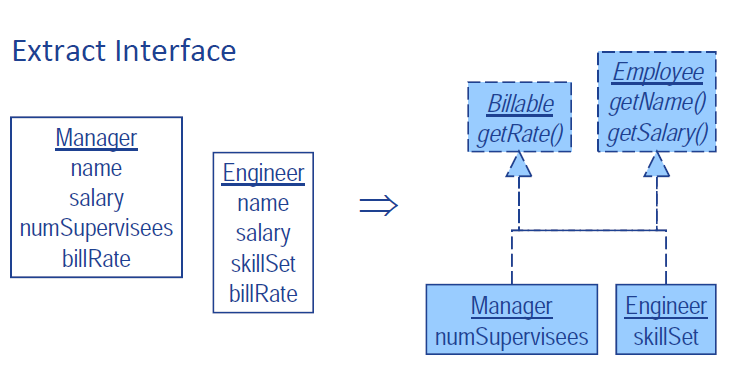 Extract Interface
Manager
name
salary
numSupervisees
billRate
Engineer
name
salary
skillSet
billRate
⇒
Billable
getRate()
Employee
getName()
getSalary()
Manager
numSupervisees
Engineer
skillSet